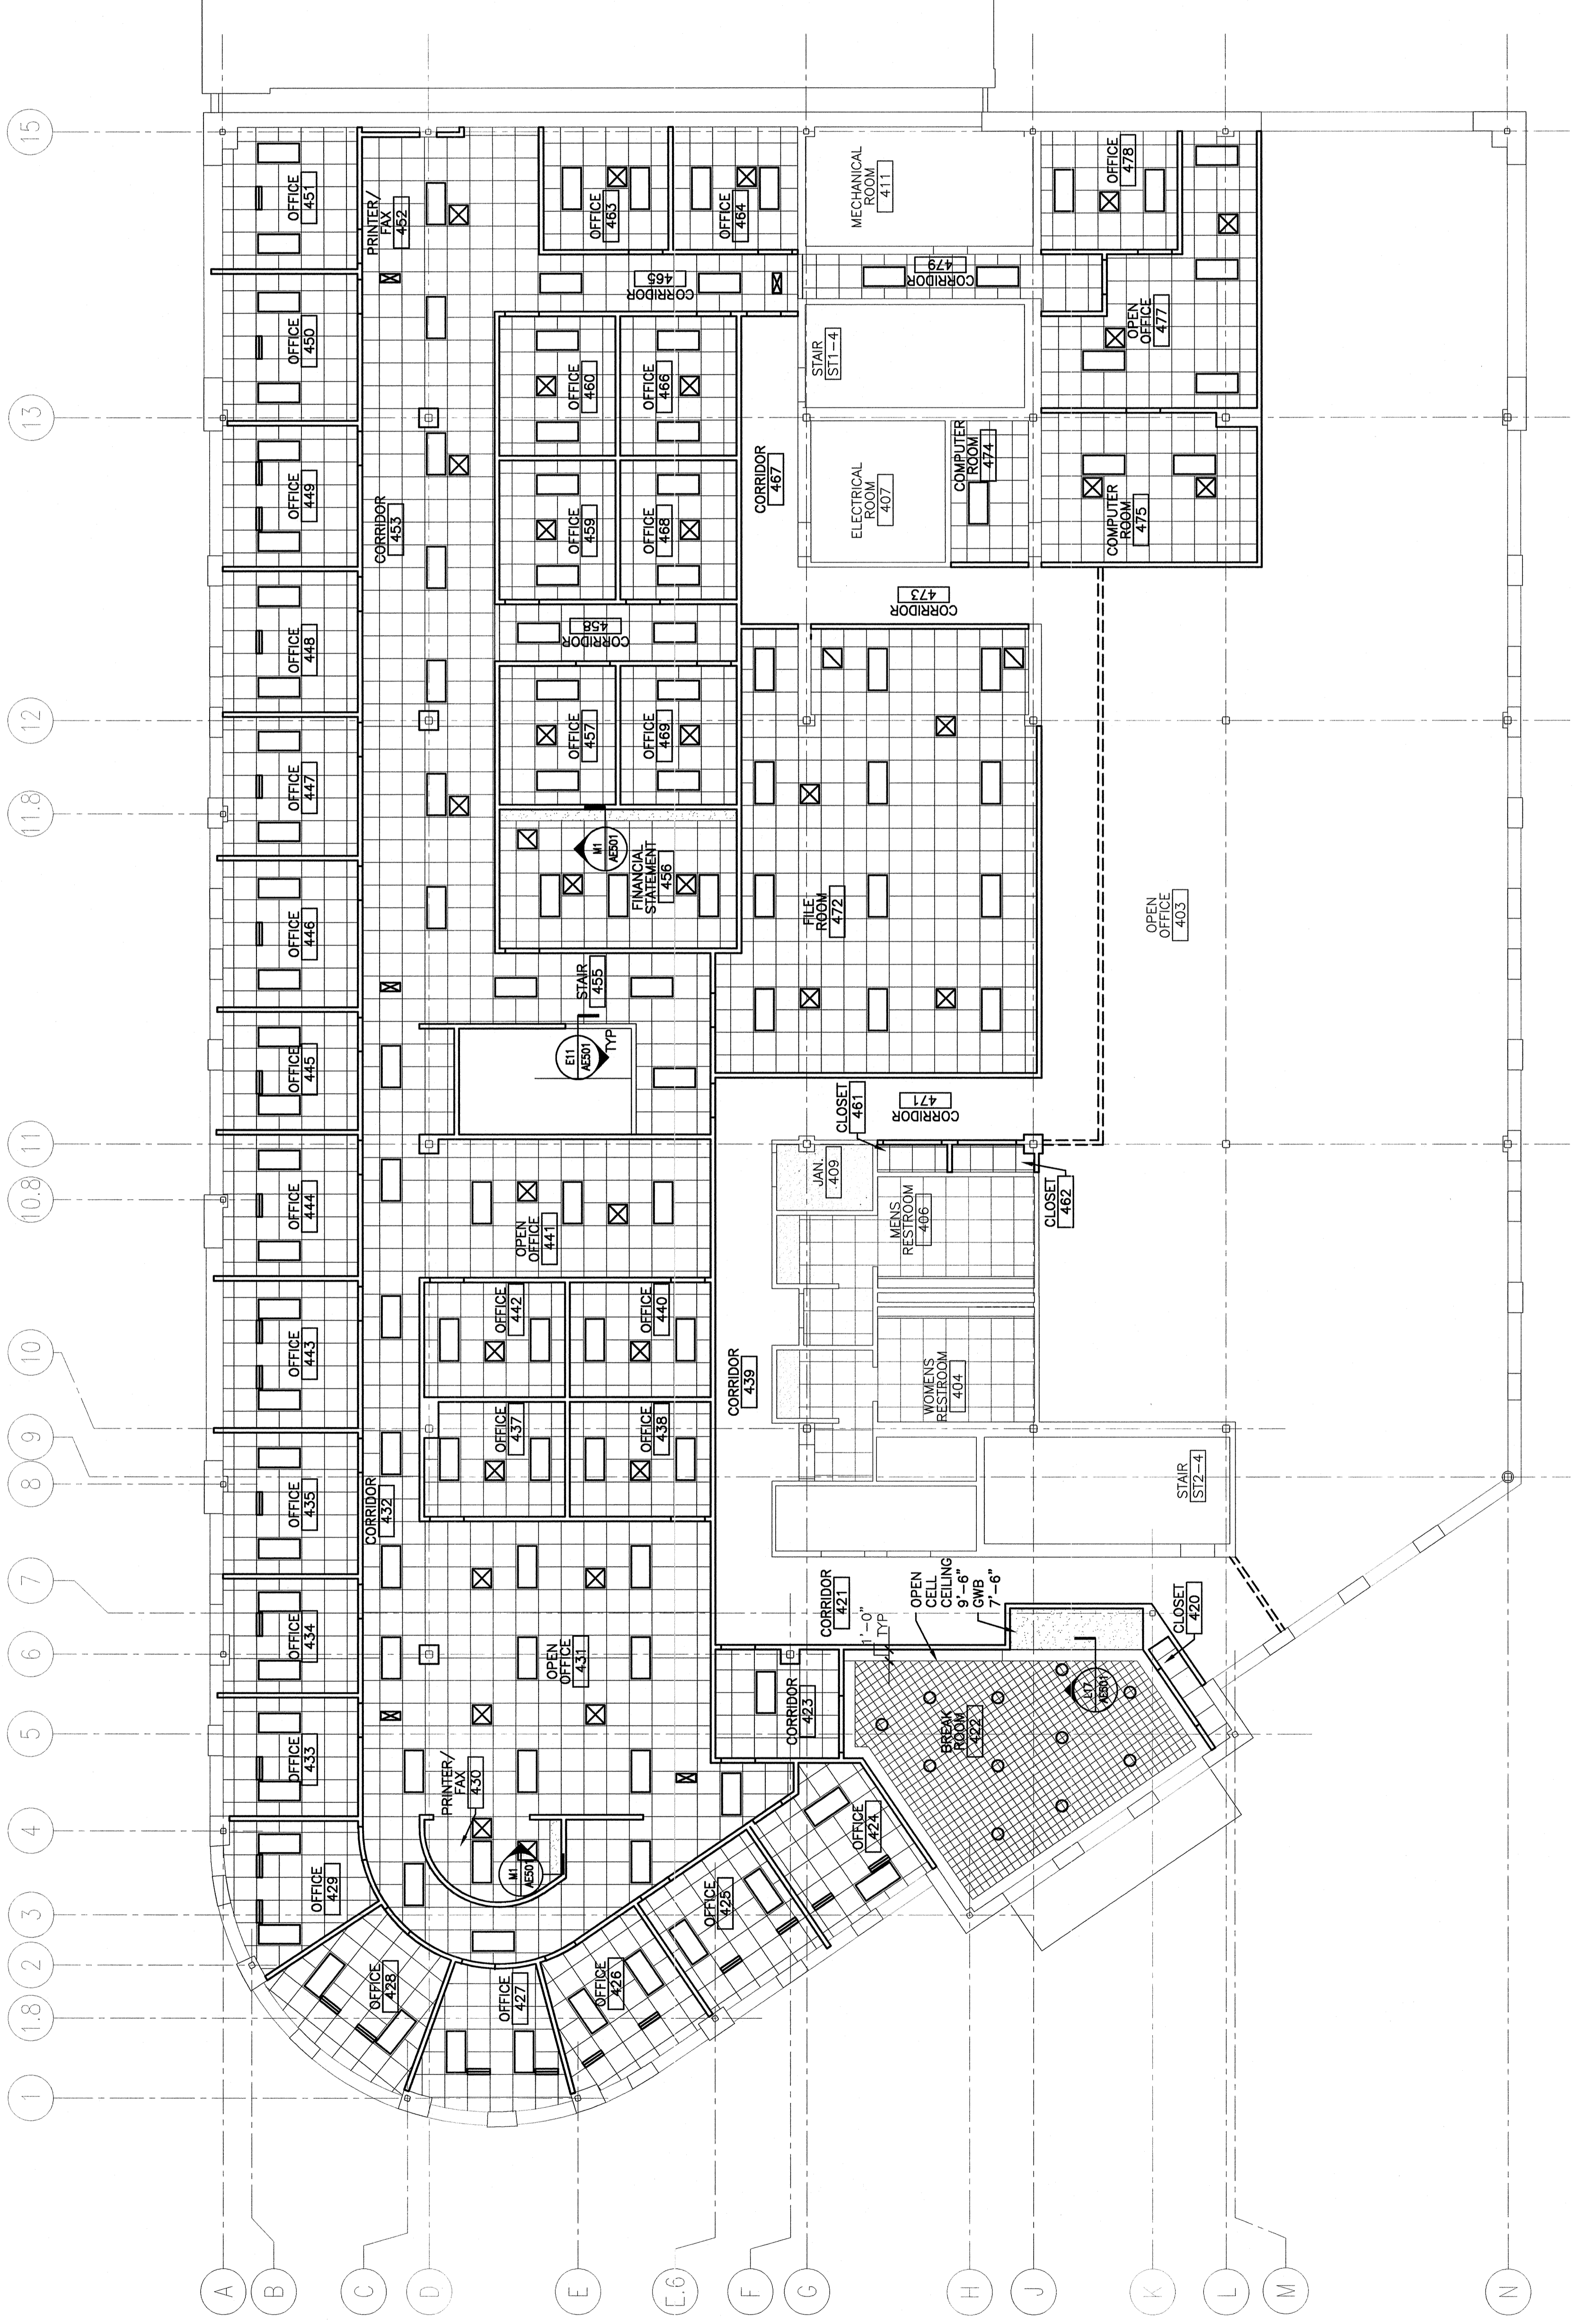 15
13
12
11.8
11
10.8
10
9
8
7
6
5
4
3
2
1.8
1
A
B
C
D
E
E.6
F
G
H
J
K
L
M
N
OFFICE
451
OFFICE
450
OFFICE
449
OFFICE
448
OFFICE
447
OFFICE
446
OFFICE
445
OFFICE
444
OFFICE
443
OFFICE
435
OFFICE
434
OFFICE
433
OFFICE
429
OFFICE
428
OFFICE
427
OFFICE
426
OFFICE
425
OFFICE
424
PRINTER/
FAX
452
CORRIDOR
453
CORRIDOR
432
PRINTER/
FAX
430
M1
AE501
OPEN
OFFICE
431
OFFICE
463
OFFICE
464
CORRIDOR
465
OFFICE
460
OFFICE
466
OFFICE
459
OFFICE
468
CORRIDOR
458
OFFICE
457
OFFICE
469
M1
AE501
FINANCIAL
STATEMENT
456
STAIR
455
E11
AE501
TYP
OPEN
OFFICE
441
OFFICE
442
OFFICE
440
OFFICE
437
OFFICE
438
MECHANICAL
ROOM
411
CORRIDOR
479
OFFICE
478
OPEN
OFFICE
477
STAIR
ST1-4
CORRIDOR
467
ELECTRICAL
ROOM
407
COMPUTER
ROOM
474
COMPUTER
ROOM
475
CORRIDOR
473
FILE
ROOM
472
OPEN
OFFICE
403
CORRIDOR
471
CLOSET
461
JAN.
409
MENS
RESTROOM
406
CLOSET
462
CORRIDOR
439
WOMENS
RESTROOM
404
STAIR
ST2-4
CORRIDOR
421
1'-0"
TYP
OPEN
CELL
CEILING
9'-6"
GWB
7'-6"
CLOSET
420
CORRIDOR
423
BREAK
ROOM
422
L17
AE501